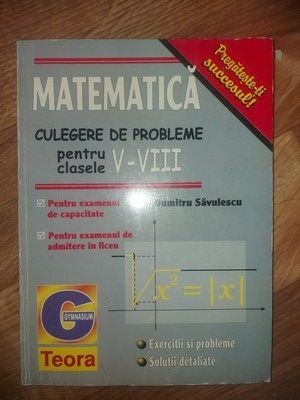 Pregătește-ți
succesul!
MATEMATICĂ
CULEGERE DE PROBLEME
pentru
clasele V-VIII
Pentru examenul
de capacitate
Dumitru Săvulescu
Pentru examenul de
admitere în liceu
√x² = |x|
G
GYMNASIUM
Teora
Exerciții si probleme
Soluții detaliate